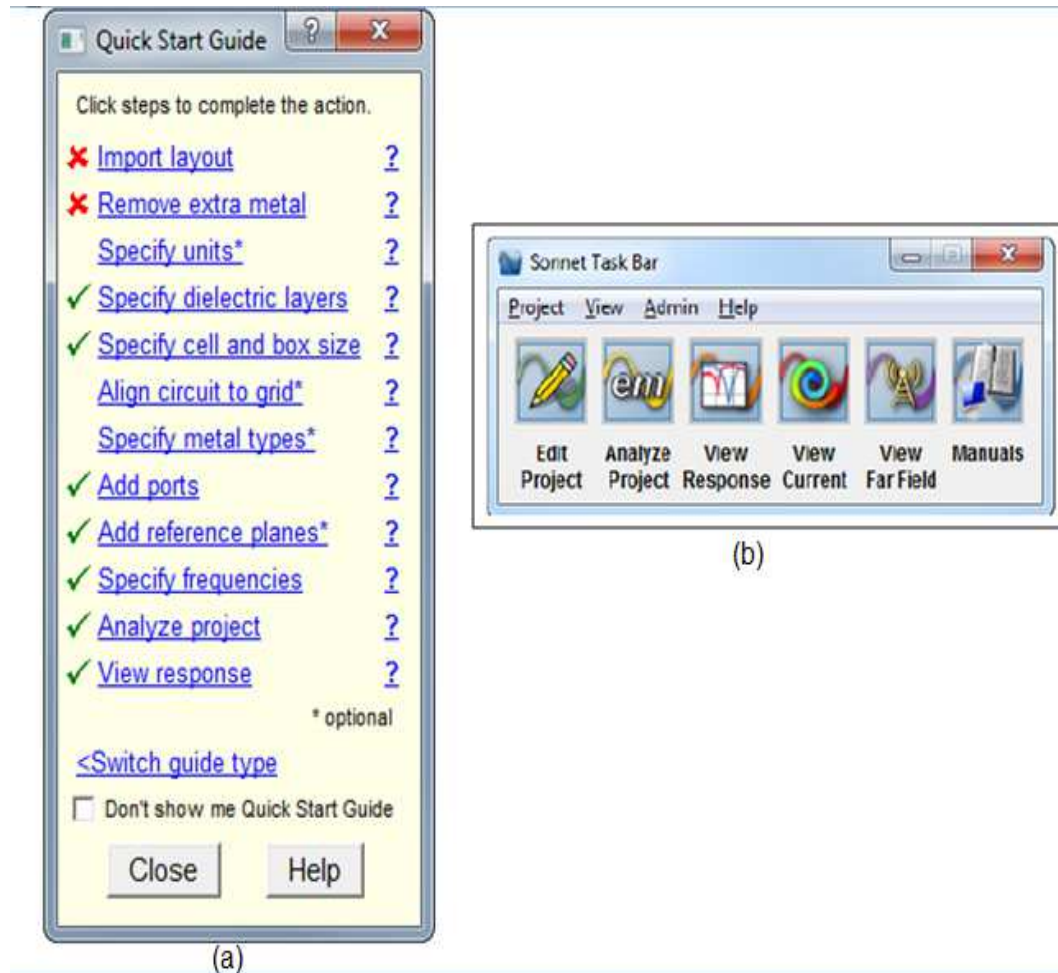 Quick Start Guide
Click steps to complete the action.
Import layout ?
Remove extra metal ?
Specify units* ?
Specify dielectric layers ?
Specify cell and box size ?
Align circuit to grid* ?
Specify metal types* ?
Add ports ?
Add reference planes* ?
Specify frequencies ?
Analyze project ?
View response ?
* optional
<Switch guide type
Don't show me Quick Start Guide
Close Help
(a)
Sonnet Task Bar
Project View Admin Help
em
Edit Project
Analyze Project
View Response
View Current
View Far Field
Manuals
(b)